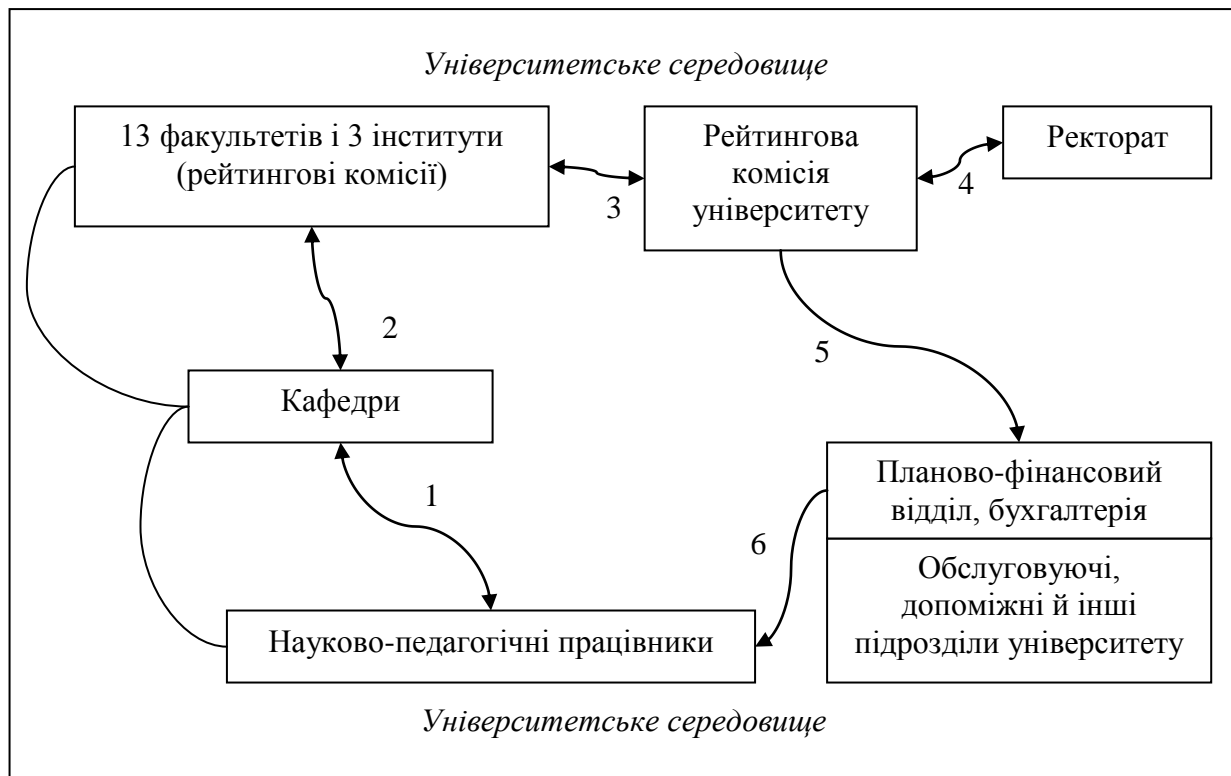 Університетське середовище
13 факультетів і 3 інститути
(рейтингові комісії)
Рейтингова
комісія
університету
Ректорат
3
4
2
5
Кафедри
1
Планово-фінансовий
відділ, бухгалтерія
6
Обслуговуючі,
допоміжні й інші
підрозділи університету
Науково-педагогічні працівники
Університетське середовище